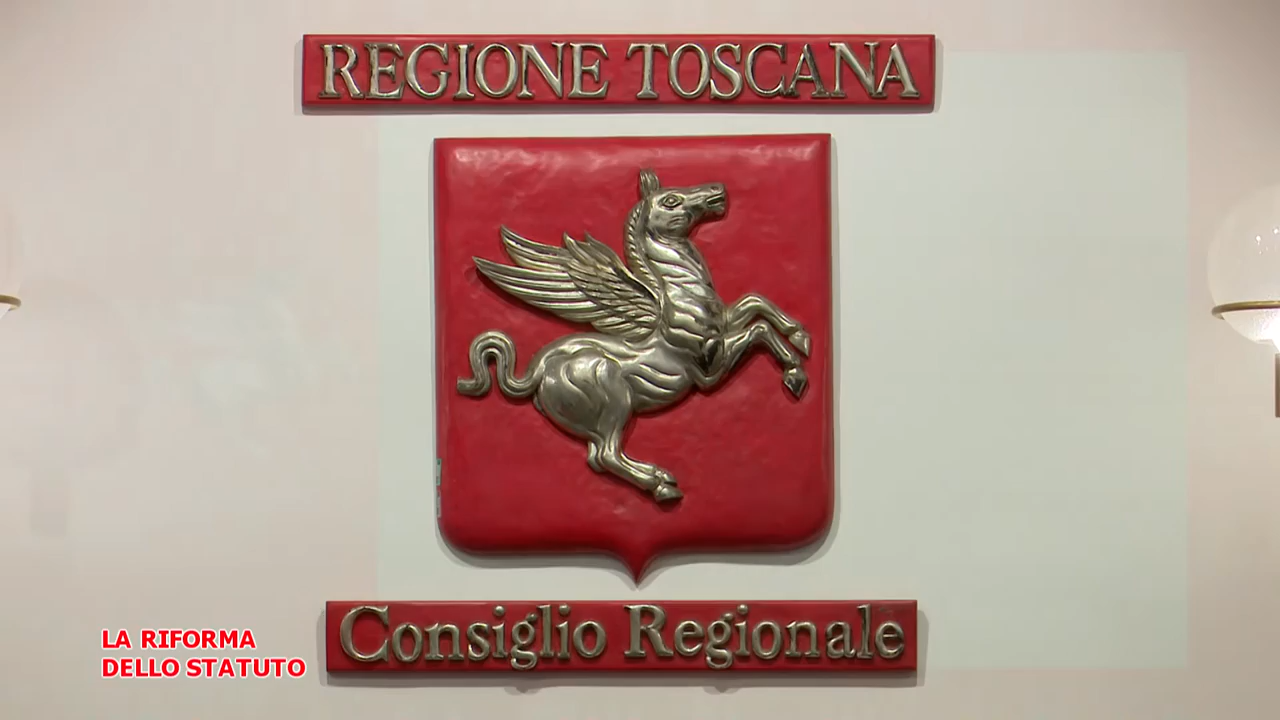 REGIONE TOSCANA
Consiglio Regionale
LA RIFORMA
DELLO STATUTO